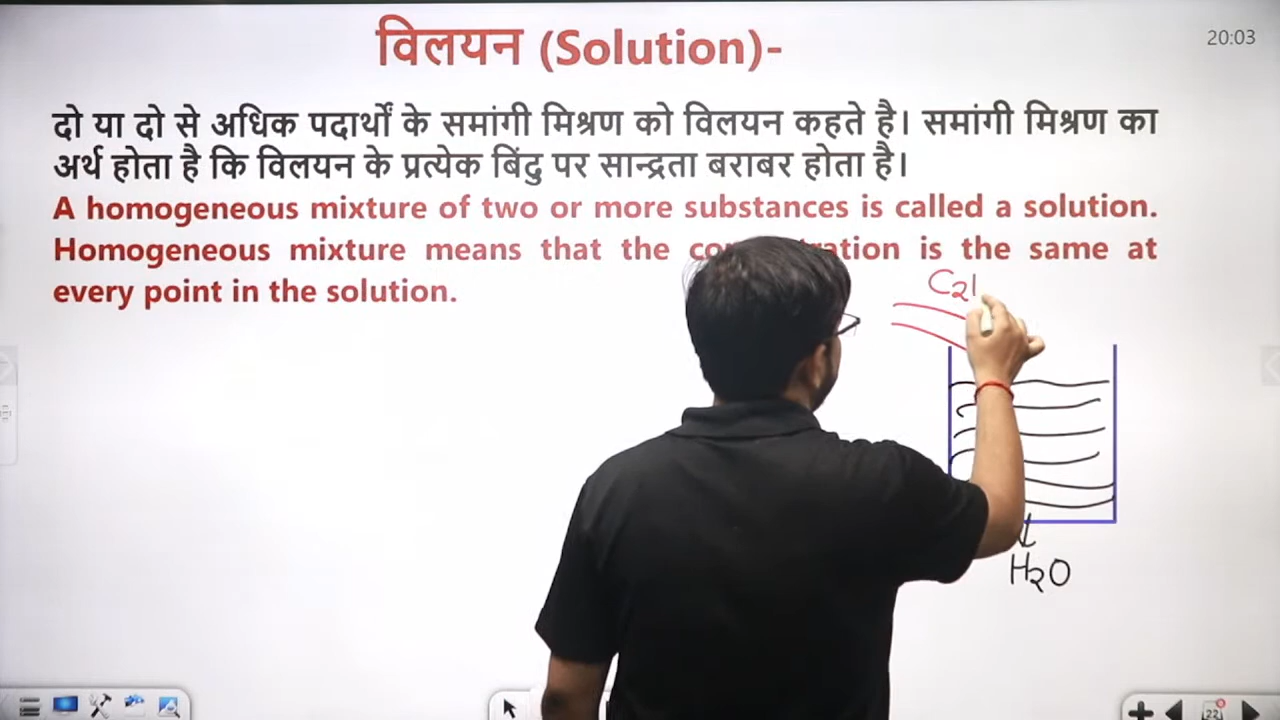 विलयन (Solution)-
20:03
दो या दो से अधिक पदार्थों के समांगी मिश्रण को विलयन कहते है। समांगी मिश्रण का
अर्थ होता है कि विलयन के प्रत्येक बिंदु पर सान्द्रता बराबर होता है।
A homogeneous mixture of two or more substances is called a solution.
Homogeneous mixture means that the is the same at
every point in the solution.
C2
H2O
22